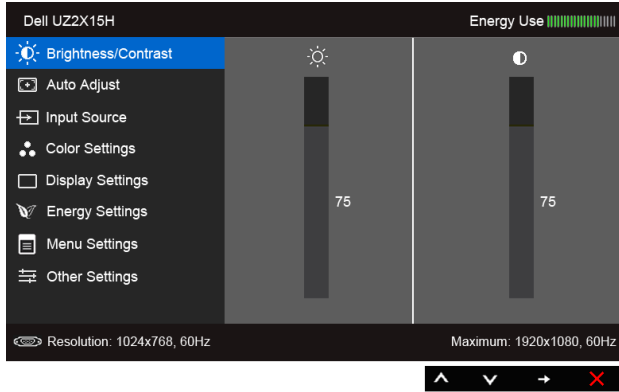 Dell UZ2X15H
Energy Use
Brightness/Contrast
Auto Adjust
Input Source
Color Settings
Display Settings
Energy Settings
Menu Settings
Other Settings
75
75
Resolution: 1024x768, 60Hz
Maximum: 1920x1080, 60Hz